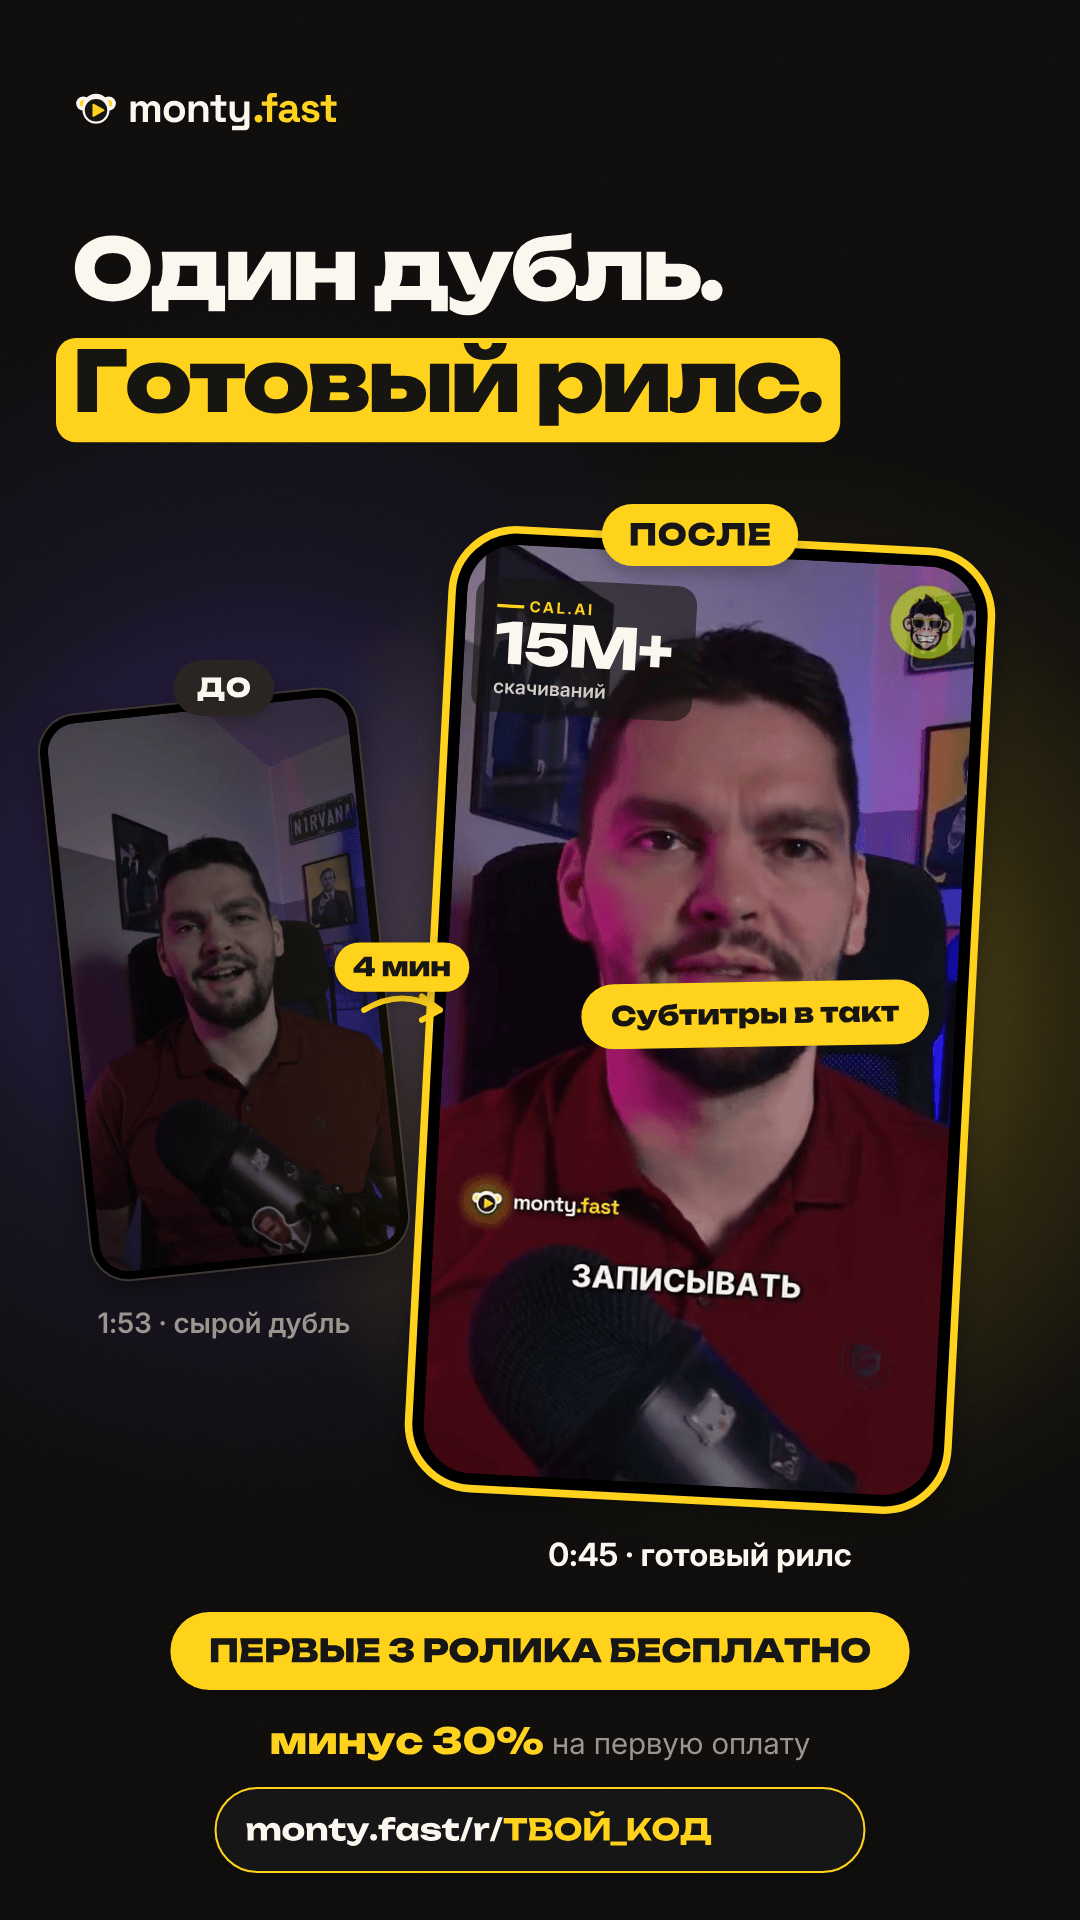 monty.fast
Один дубль.
Готовый рилс.
ПОСЛЕ
CAL.AI
15M+
скачиваний
ДО
N1RVANA
4 мин
Субтитры в такт
monty.fast
ЗАПИСЫВАТЬ
1:53 · сырой дубль
0:45 · готовый рилс
ПЕРВЫЕ 3 РОЛИКА БЕСПЛАТНО
минус 30% на первую оплату
monty.fast/r/ТВОЙ_КОД